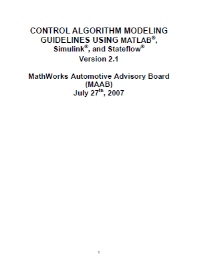 CONTROL ALGORITHM MODELING
GUIDELINES USING MATLAB®,
Simulink®, and Stateflow®
Version 2.1
MathWorks Automotive Advisory Board
(MAAB)
July 27th, 2007